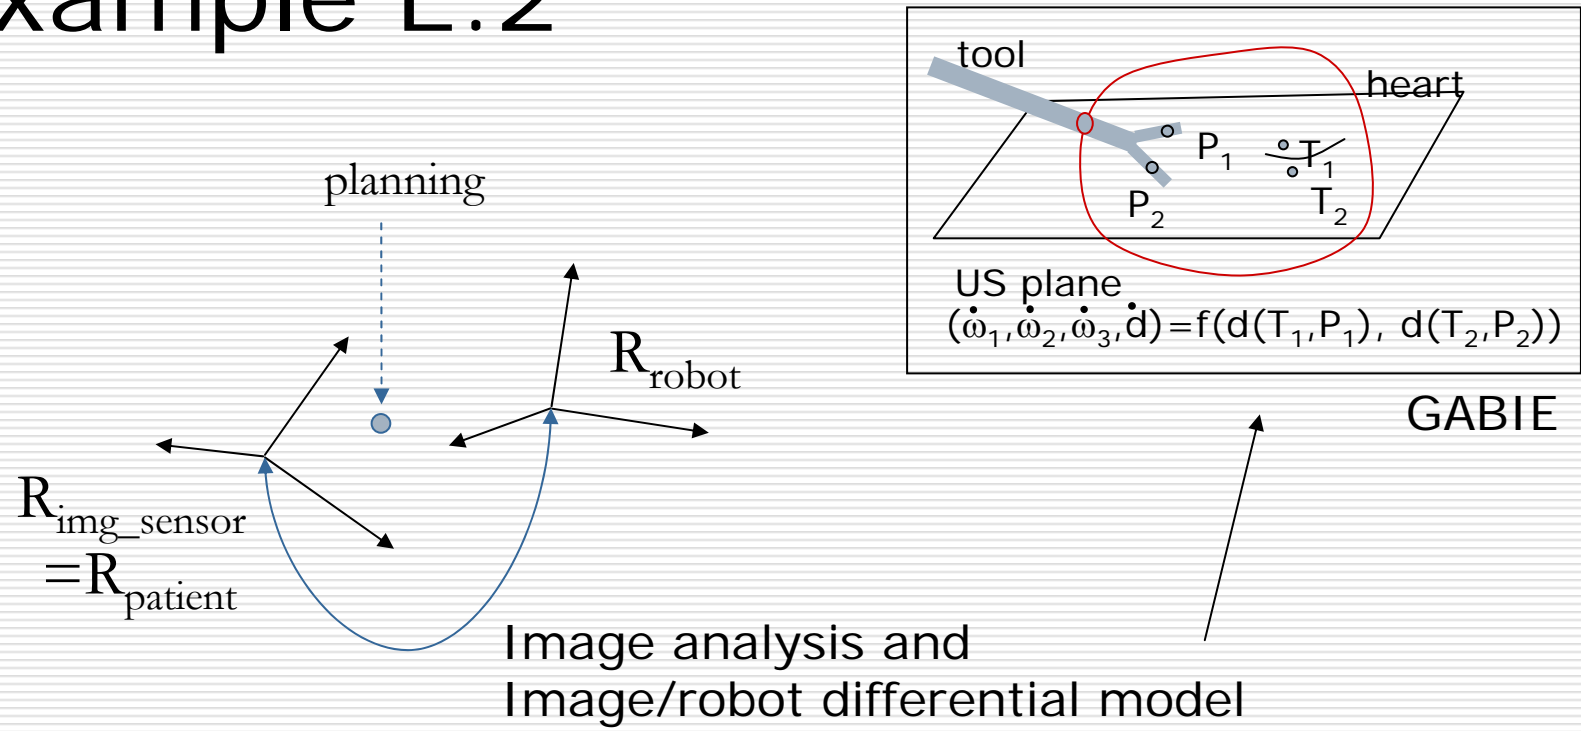 xample E.2
tool
heart
P1
T1
P2
T2
US plane
(ω̇1,ω̇2,ω̇3,ḋ)=f(d(T1,P1), d(T2,P2))
GABIE
planning
Rrobot
Rimg_sensor
=Rpatient
Image analysis and
Image/robot differential model